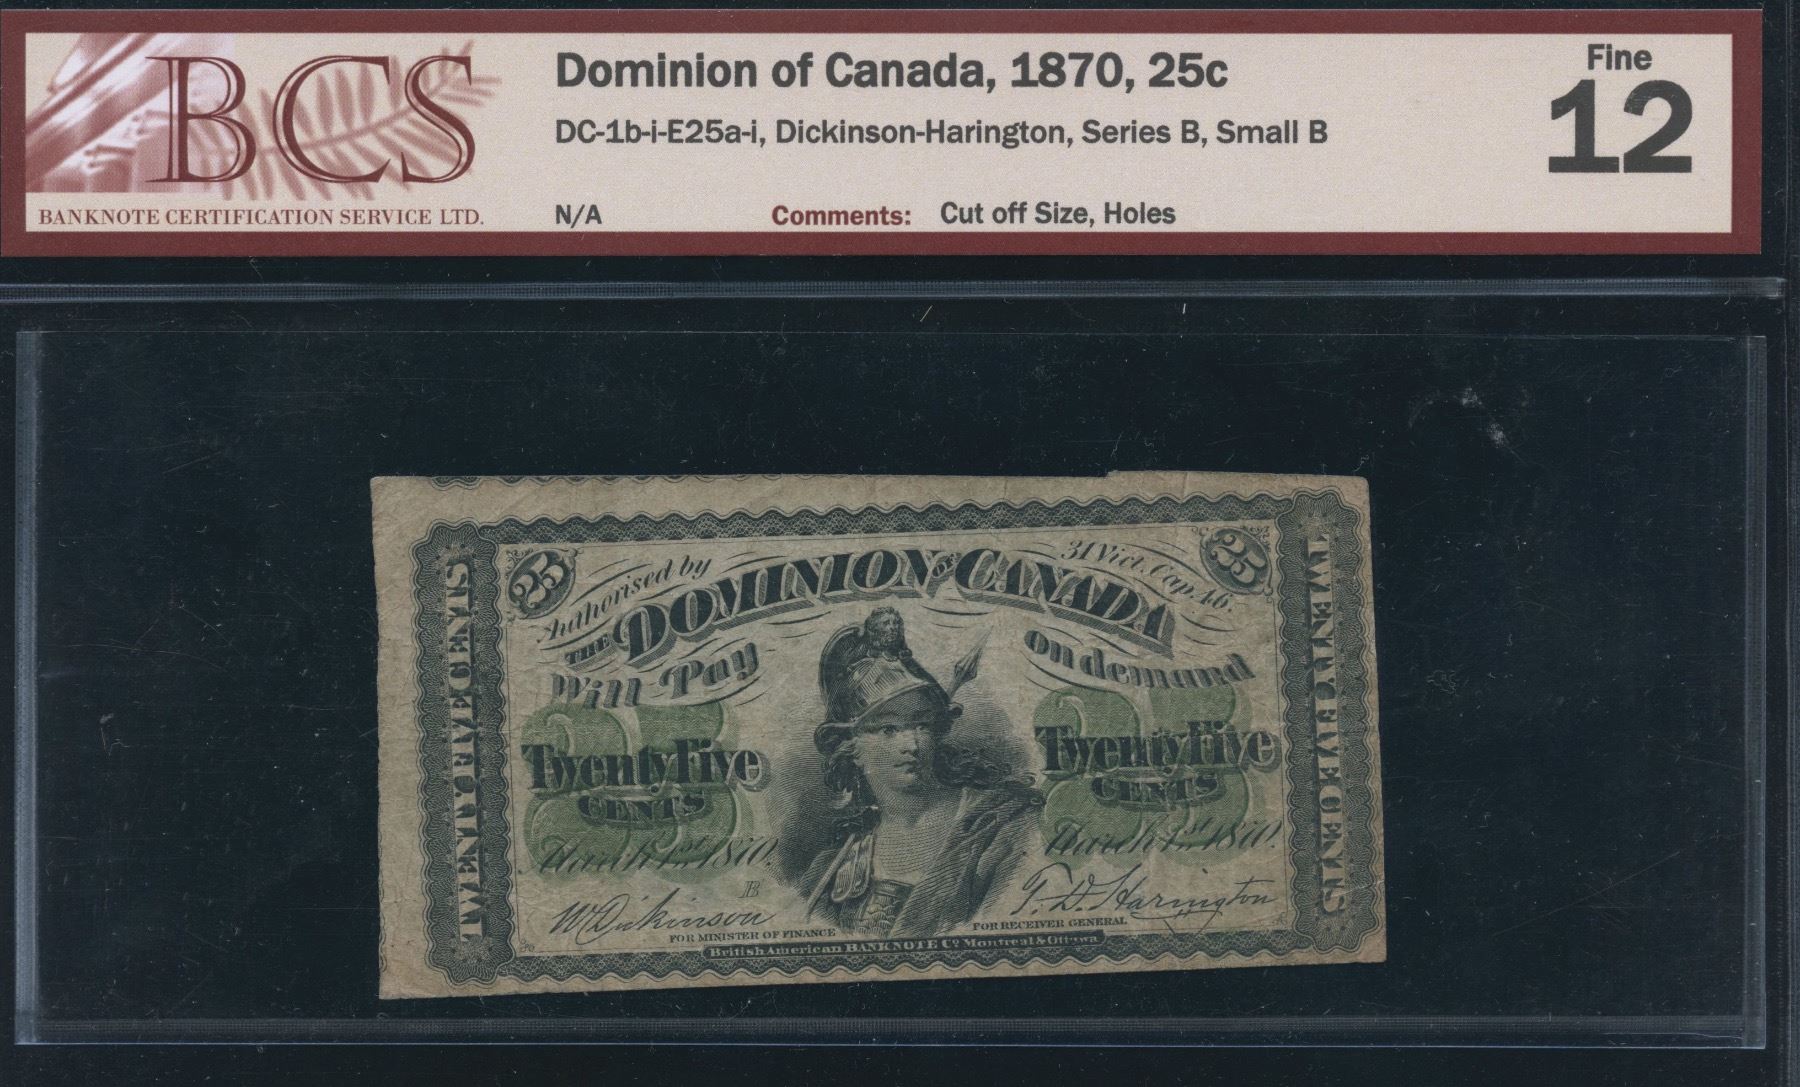 BCS
BANKNOTE CERTIFICATION SERVICE LTD.
Dominion of Canada, 1870, 25c
DC-1b-i-E25a-i, Dickinson-Harington, Series B, Small B
N/A
Comments: Cut off Size, Holes
Fine
12
25
Authorised by
31 Vict. Cap. 46.
25
THE DOMINION OF CANADA
Will Pay
on demand
TWENTY FIVE CENTS
TWENTY FIVE CENTS
25
25
Twenty Five
CENTS
Twenty Five
CENTS
March 1st 1870.
March 1st 1870.
B
W Dickinson
T. D. Harington
FOR MINISTER OF FINANCE
FOR RECEIVER GENERAL
British American BANK NOTE Co. Montreal & Ottawa